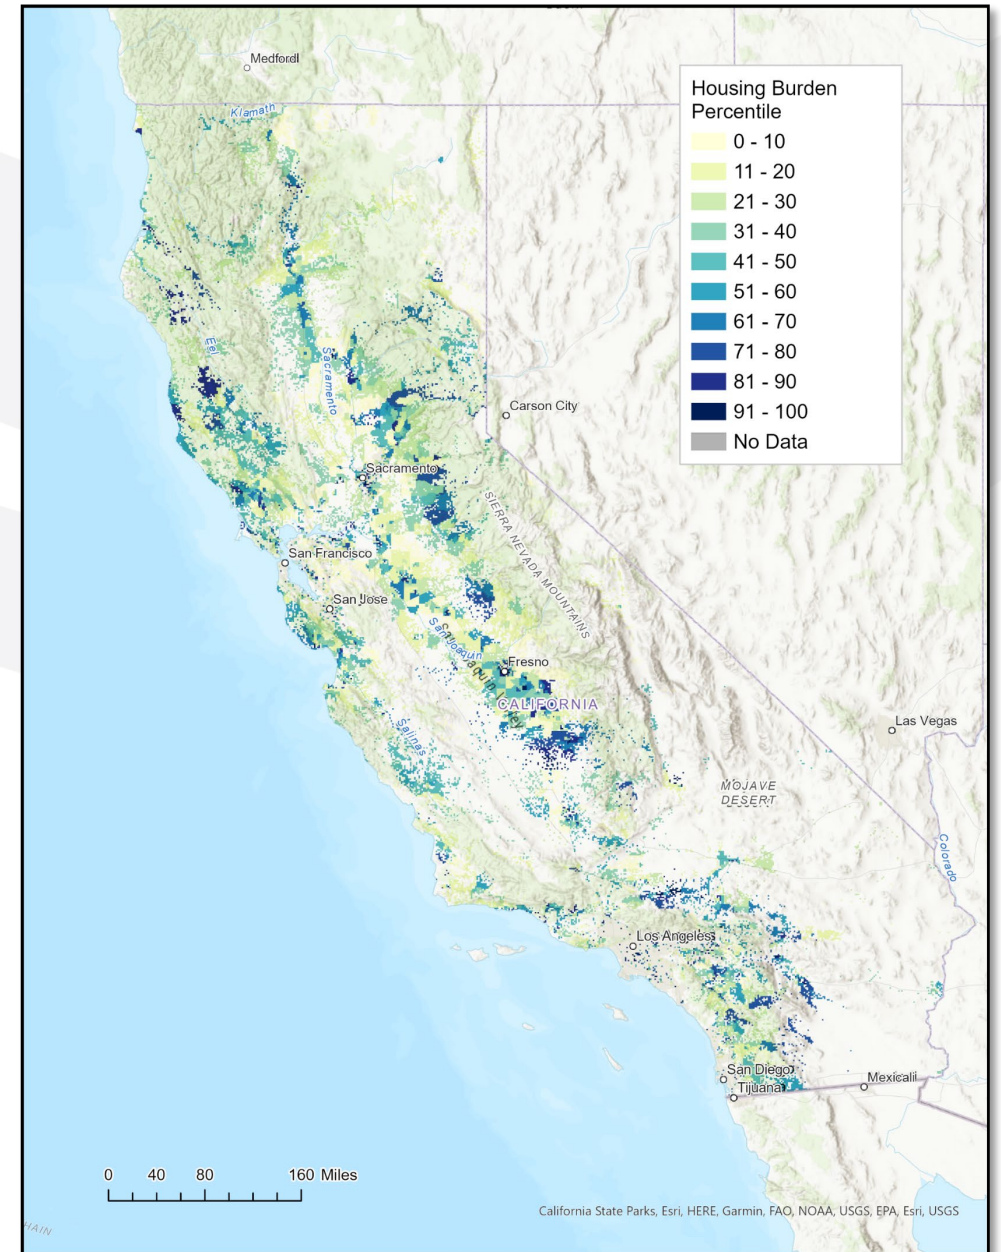 Medford
Klamath
Housing Burden
Percentile
0 - 10
11 - 20
21 - 30
31 - 40
41 - 50
51 - 60
61 - 70
71 - 80
81 - 90
91 - 100
No Data
Eel
Sacramento
Carson City
Sacramento
SIERRA NEVADA MOUNTAINS
San Francisco
San Jose
San Joaquin
Fresno
CALIFORNIA
Salinas
Las Vegas
MOJAVE
DESERT
Colorado
Los Angeles
San Diego
Tijuana
Mexicali
0 40 80 160 Miles
California State Parks, Esri, HERE, Garmin, FAO, NOAA, USGS, EPA, Esri, USGS
HAIN